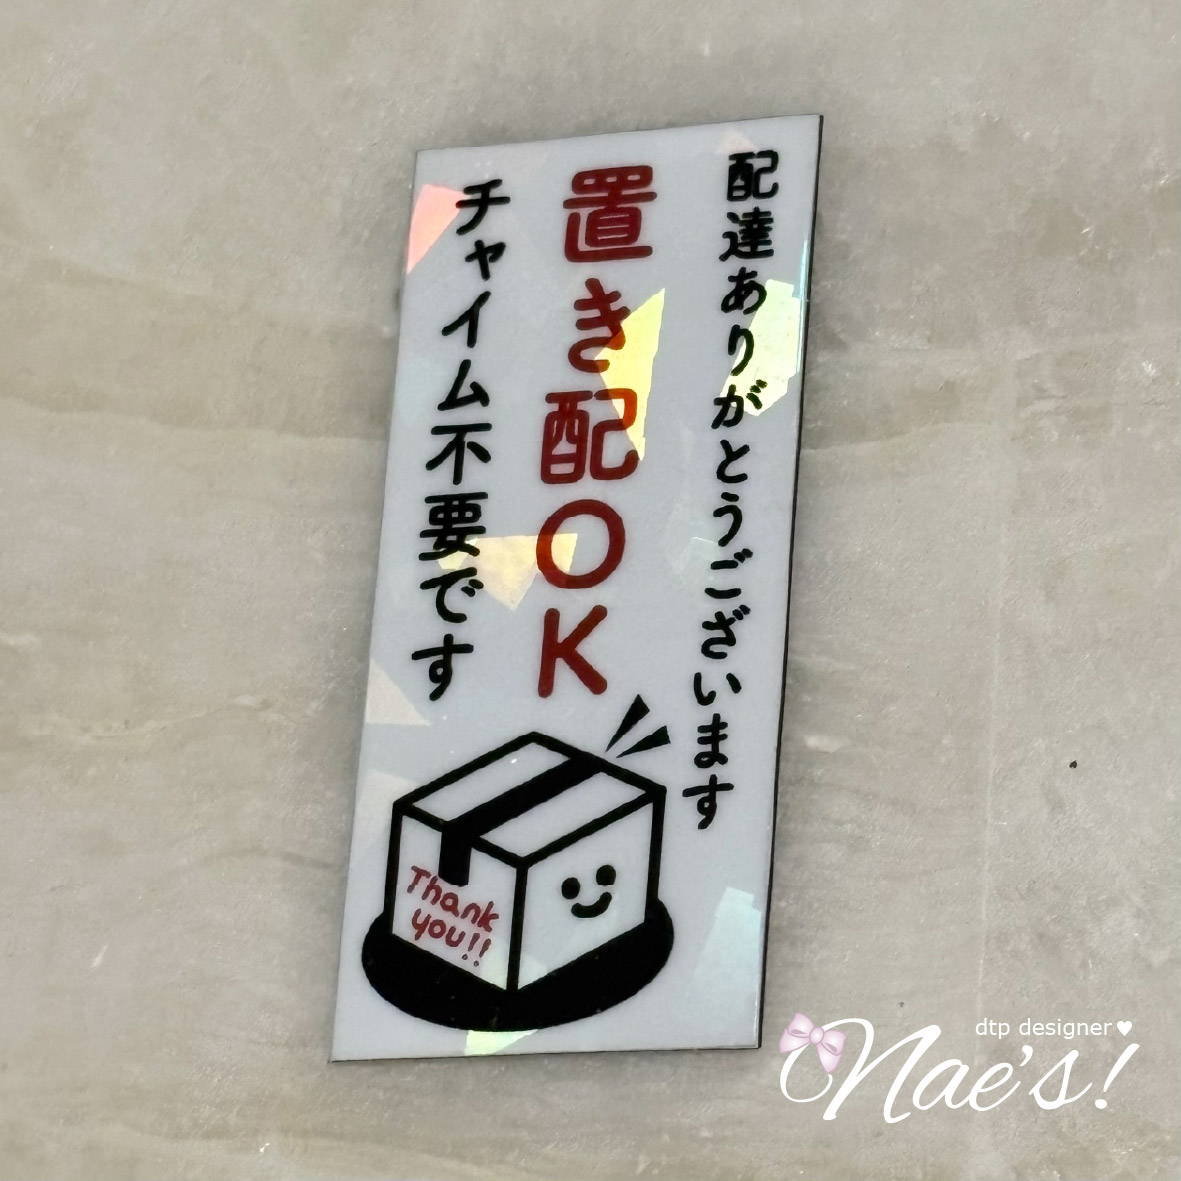 配達ありがとうございます
置き配OK
チャイム不要です
Thank
you!!
dtp designer♥
Nae's!